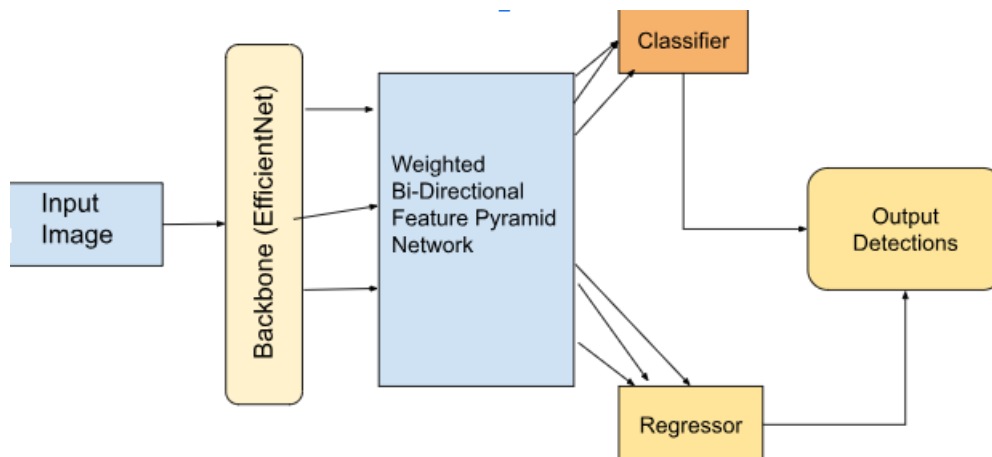 Input
Image
Backbone (EfficientNet)
Weighted
Bi-Directional
Feature Pyramid
Network
Classifier
Regressor
Output
Detections